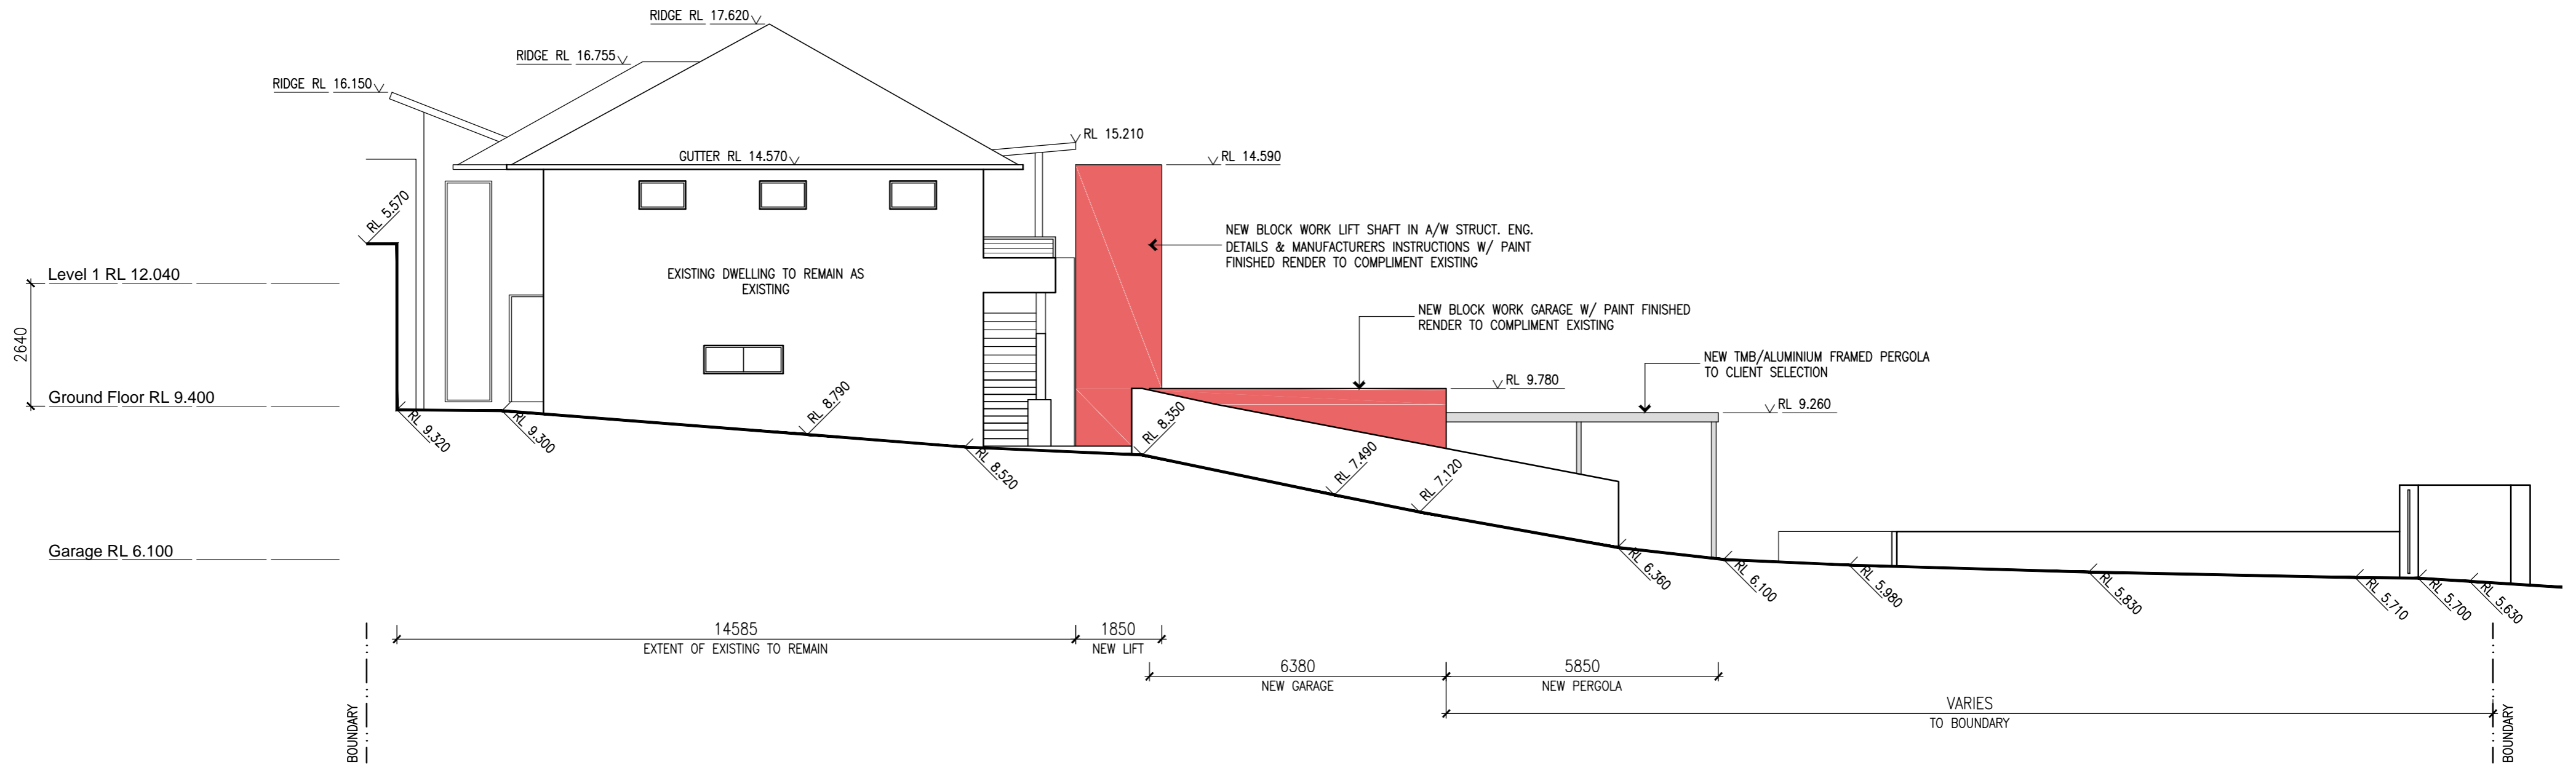 RIDGE RL 17.620
RIDGE RL 16.755
RIDGE RL 16.150
RL 15.210
GUTTER RL 14.570
RL 14.590
RL 5.570
NEW BLOCK WORK LIFT SHAFT IN A/W STRUCT. ENG.
DETAILS & MANUFACTURERS INSTRUCTIONS W/ PAINT
FINISHED RENDER TO COMPLIMENT EXISTING
Level 1 RL 12.040
EXISTING DWELLING TO REMAIN AS
EXISTING
NEW BLOCK WORK GARAGE W/ PAINT FINISHED
RENDER TO COMPLIMENT EXISTING
2640
NEW TMB/ALUMINIUM FRAMED PERGOLA
TO CLIENT SELECTION
RL 9.780
Ground Floor RL 9.400
RL 9.260
RL 9.320
RL 9.300
RL 8.790
RL 8.520
RL 8.350
RL 7.490
RL 7.120
Garage RL 6.100
RL 6.360
RL 6.100
RL 5.980
RL 5.830
RL 5.710
RL 5.700
RL 5.630
14585
EXTENT OF EXISTING TO REMAIN
1850
NEW LIFT
6380
NEW GARAGE
5850
NEW PERGOLA
VARIES
TO BOUNDARY
BOUNDARY
BOUNDARY